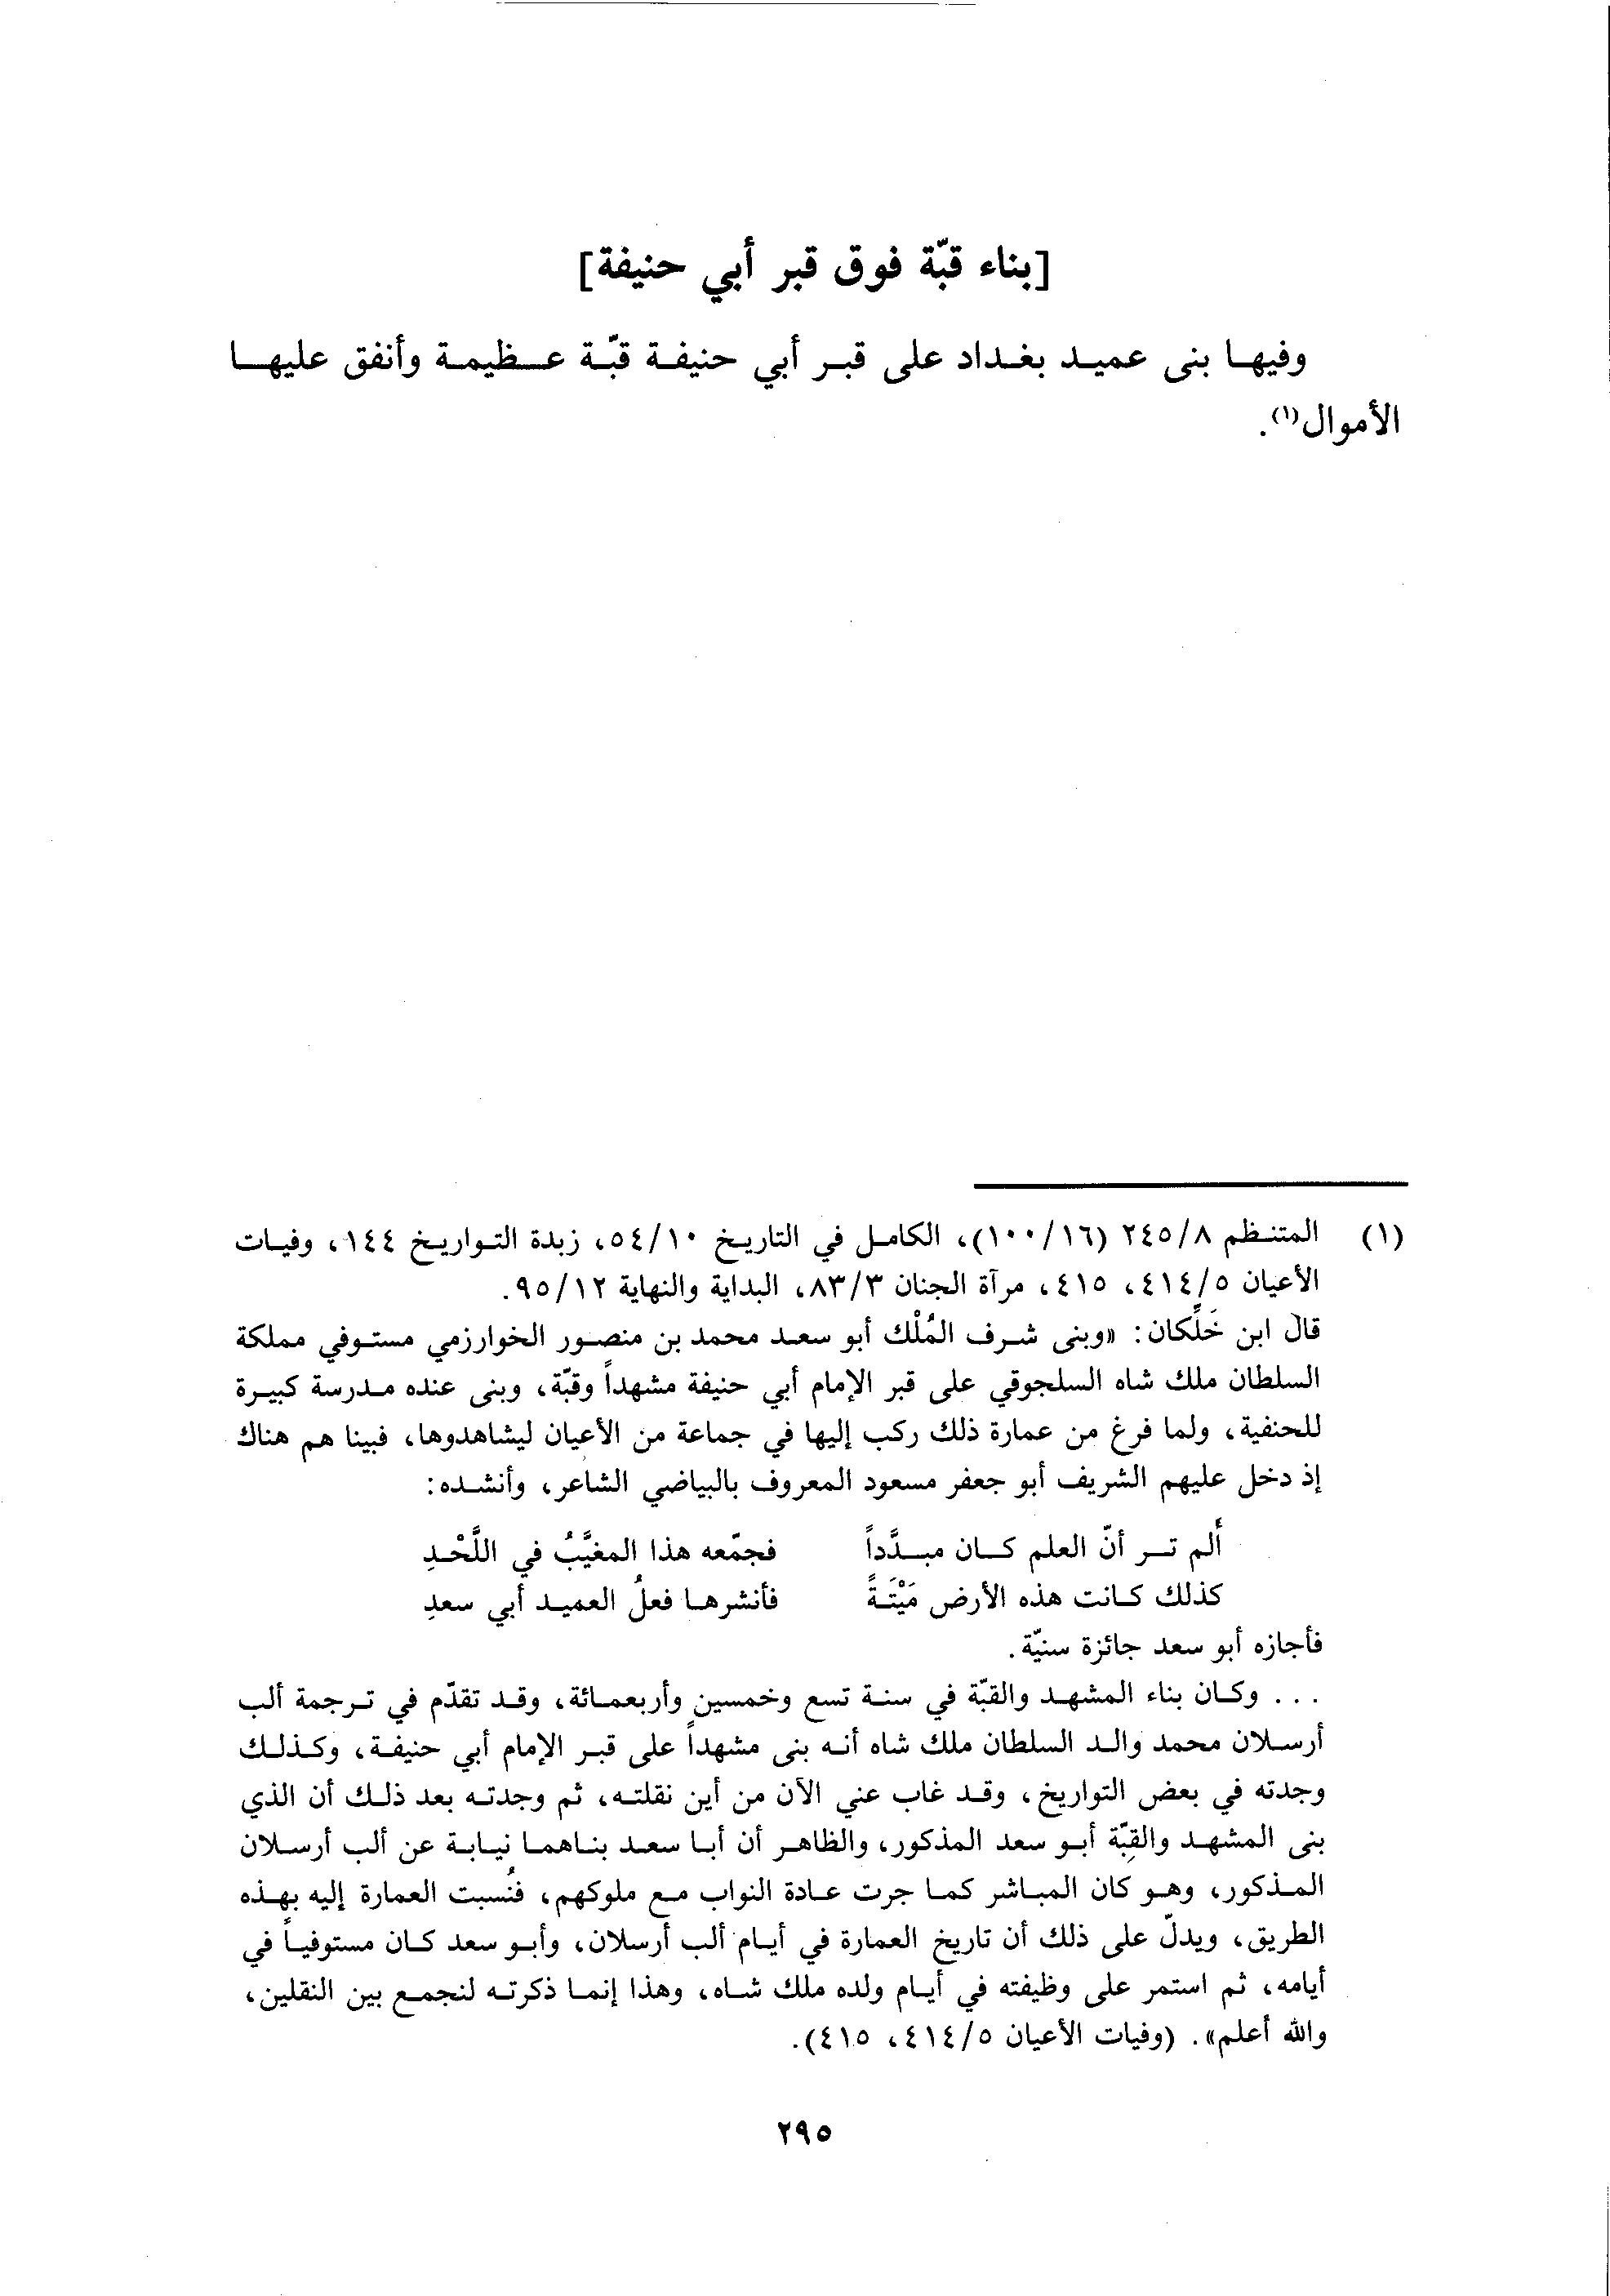 [بناء قبّة فوق قبر أبي حنيفة]
وفيها بنى عميد بغداد على قبر أبي حنيفة قبّة عظيمة وأنفق عليها
الأموال(١).
(١) المتنظم ٢٤٥/٨ (١٠٠/١٦)، الكامل في التاريخ ٥٤/١٠، زبدة التواريخ ١٤٤، وفيات
الأعيان ٤١٤/٥، ٤١٥، مرآة الجنان ٨٣/٣، البداية والنهاية ٩٥/١٢.
قال ابن خَلِّكان: «وبنى شرف المُلْك أبو سعد محمد بن منصور الخوارزمي مستوفي مملكة
السلطان ملك شاه السلجوقي على قبر الإمام أبي حنيفة مشهداً وقبّة، وبنى عنده مدرسة كبيرة
للحنفية، ولما فرغ من عمارة ذلك ركب إليها في جماعة من الأعيان ليشاهدوها، فبينا هم هناك
إذ دخل عليهم الشريف أبو جعفر مسعود المعروف بالبياضي الشاعر، وأنشده:
ألم تر أنّ العلم كان مبدَّداً فجمّعه هذا المغيَّبُ في اللَّحْدِ
كذلك كانت هذه الأرض مَيْتَةً فأنشرها فعلُ العميد أبي سعدِ
فأجازه أبو سعد جائزة سنيّة.
... وكان بناء المشهد والقبّة في سنة تسع وخمسين وأربعمائة، وقد تقدّم في ترجمة ألب
أرسلان محمد والد السلطان ملك شاه أنه بنى مشهداً على قبر الإمام أبي حنيفة، وكذلك
وجدته في بعض التواريخ، وقد غاب عني الآن من أين نقلته، ثم وجدته بعد ذلك أن الذي
بنى المشهد والقبّة أبو سعد المذكور، والظاهر أن أبا سعد بناهما نيابة عن ألب أرسلان
المذكور، وهو كان المباشر كما جرت عادة النواب مع ملوكهم، فنُسبت العمارة إليه بهذه
الطريق، ويدلّ على ذلك أن تاريخ العمارة في أيام ألب أرسلان، وأبو سعد كان مستوفياً في
أيامه، ثم استمر على وظيفته في أيام ولده ملك شاه، وهذا إنما ذكرته لنجمع بين النقلين،
والله أعلم». (وفيات الأعيان ٤١٤/٥، ٤١٥).
٢٩٥